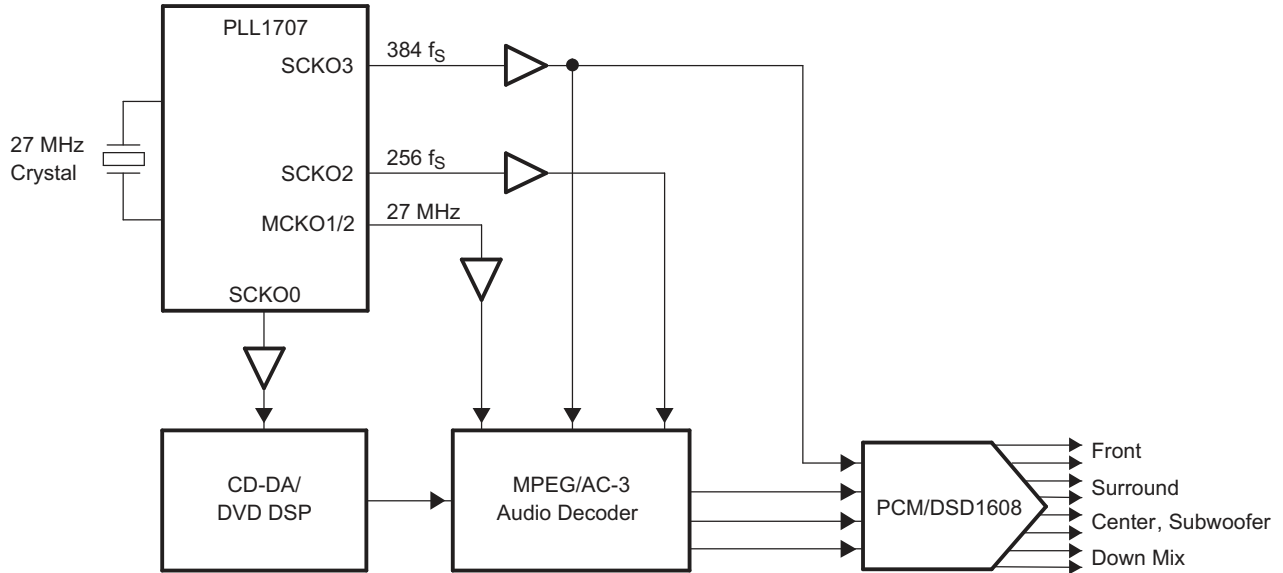 PLL1707
SCKO3
384 fS
27 MHz
Crystal
SCKO2
256 fS
MCKO1/2
27 MHz
SCKO0
CD-DA/
DVD DSP
MPEG/AC-3
Audio Decoder
PCM/DSD1608
Front
Surround
Center, Subwoofer
Down Mix